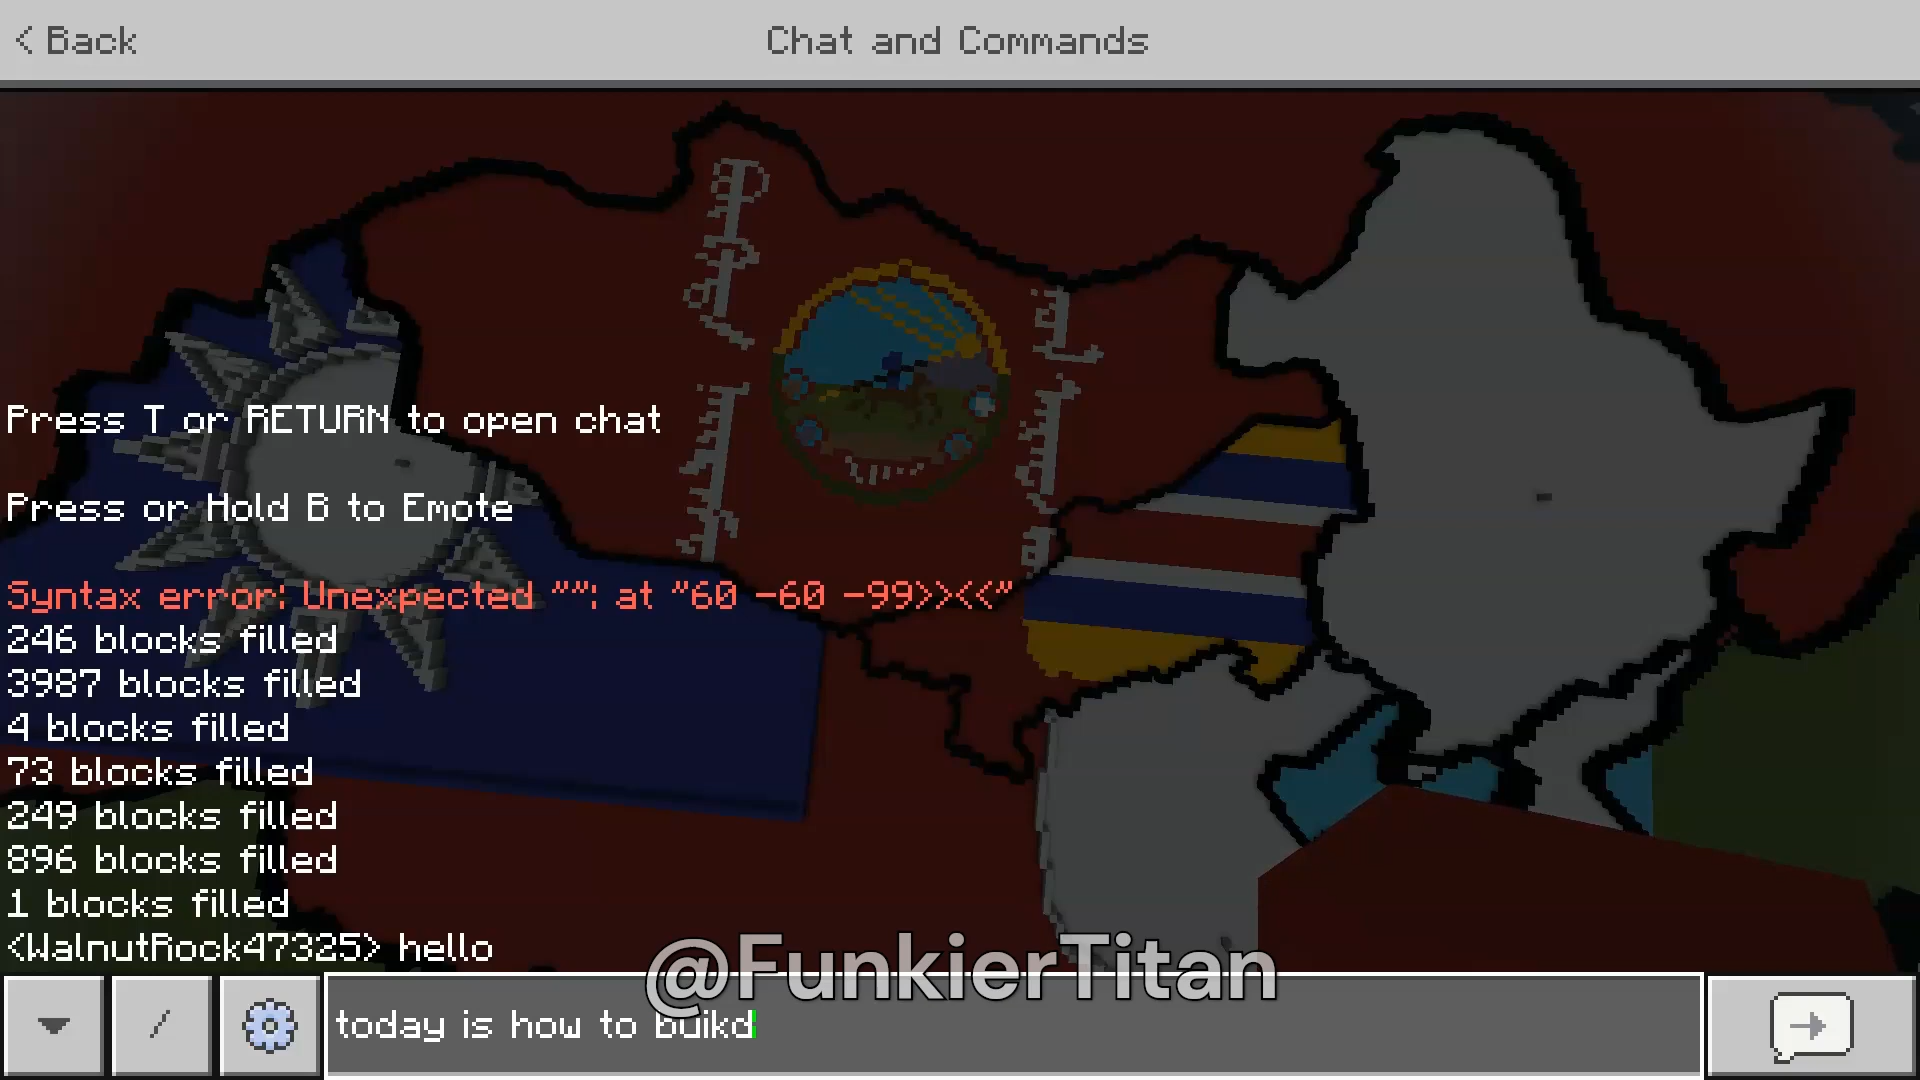 < Back
Chat and Commands
Press T or RETURN to open chat
Press or Hold B to Emote
Syntax error: Unexpected "": at "60 -60 -99>><<"
246 blocks filled
3987 blocks filled
4 blocks filled
73 blocks filled
249 blocks filled
896 blocks filled
1 blocks filled
<WalnutRock47325> hello
@FunkierTitan
/
today is how to buikd